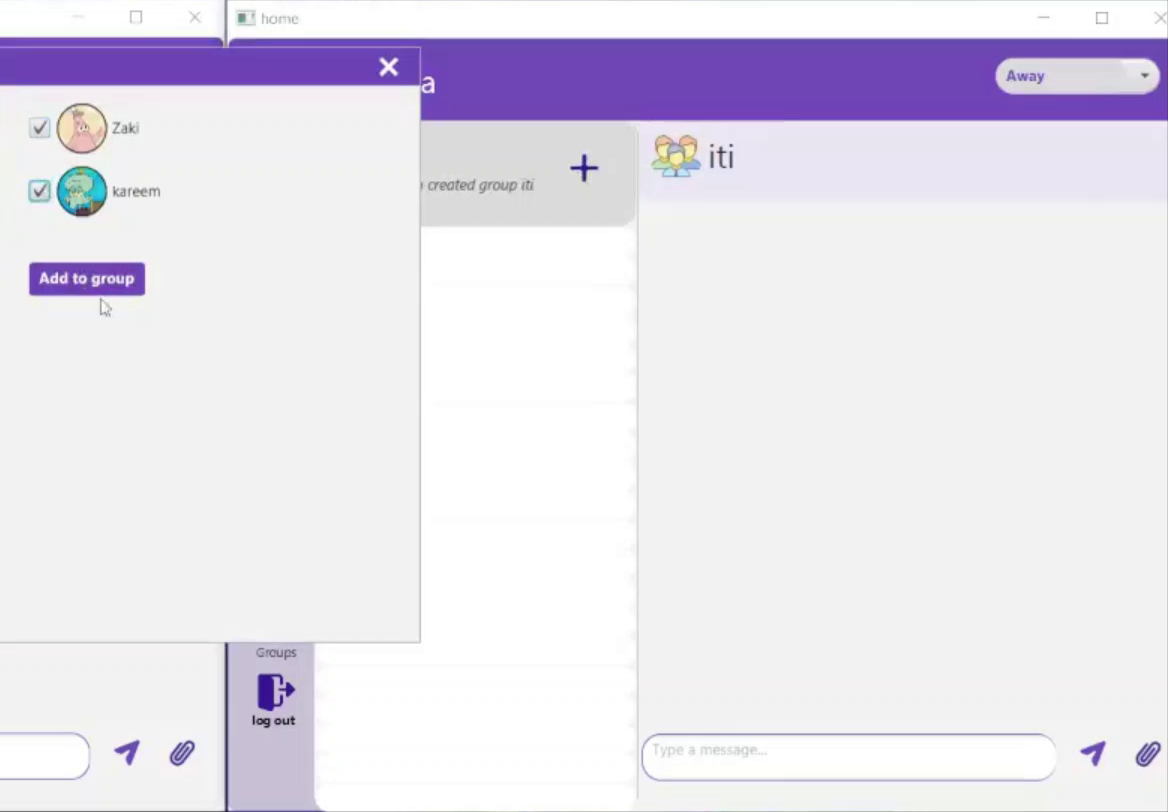 home
a
Away
Zaki
kareem
Add to group
created group iti
iti
Groups
log out
Type a message...